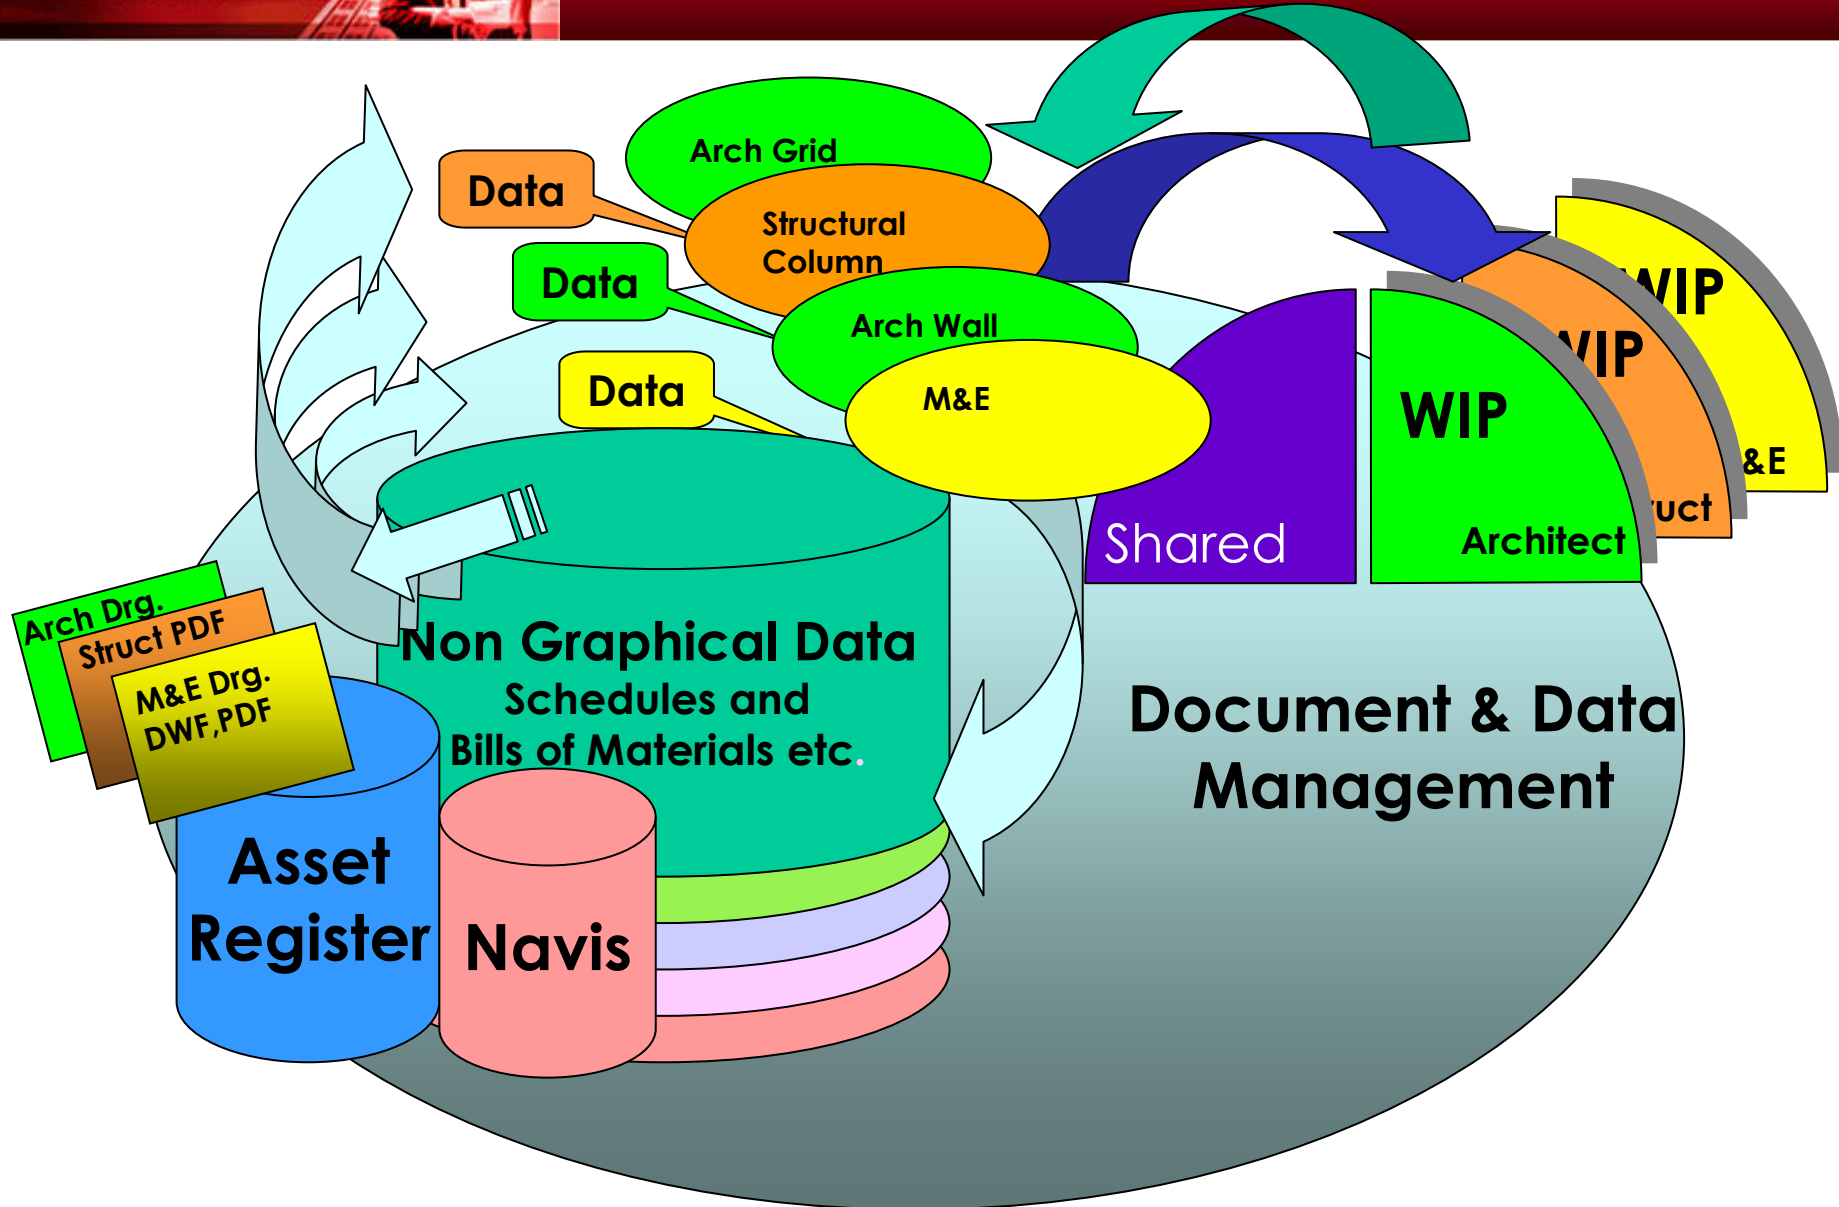 Arch Grid
Data
Structural
Column
Data
Arch Wall
Data
M&E
WIP
WIP
WIP
&E
uct
Architect
Shared
Arch Drg.
Struct PDF
M&E Drg.
DWF,PDF
Non Graphical Data
Schedules and
Bills of Materials etc.
Document & Data
Management
Asset
Register
Navis